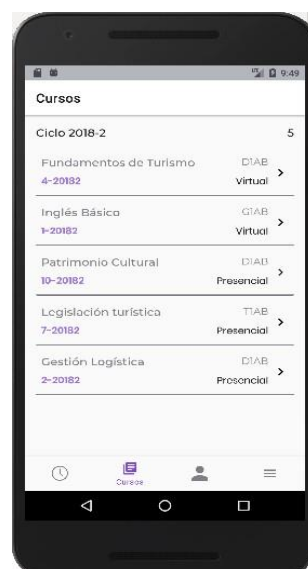 9:49
Cursos
Ciclo 2018-2 5
Fundamentos de Turismo D1AB
4-20182 Virtual
Inglés Básico G1AB
1-20182 Virtual
Patrimonio Cultural D1AB
10-20182 Presencial
Legislación turística T1AB
7-20182 Presencial
Gestión Logística D1AB
2-20182 Presencial
Cursos